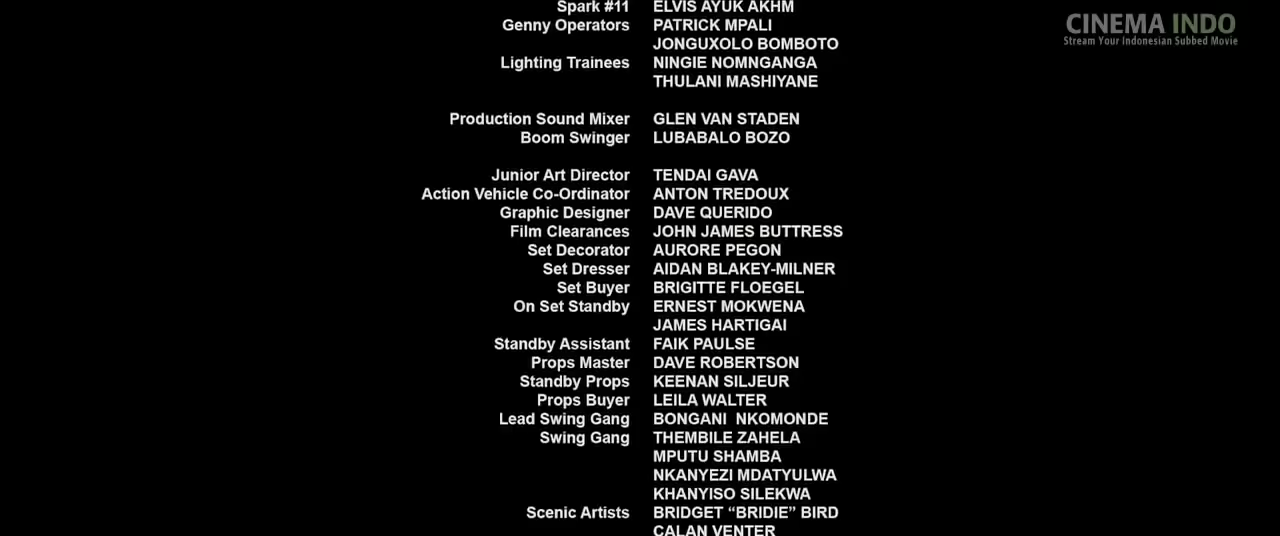 CINEMA INDO
Stream Your Indonesian Subbed Movie
Spark #11 ELVIS AYUK AKHM
Genny Operators PATRICK MPALI
JONGUXOLO BOMBOTO
Lighting Trainees NINGIE NOMNGANGA
THULANI MASHIYANE
Production Sound Mixer GLEN VAN STADEN
Boom Swinger LUBABALO BOZO
Junior Art Director TENDAI GAVA
Action Vehicle Co-Ordinator ANTON TREDOUX
Graphic Designer DAVE QUERIDO
Film Clearances JOHN JAMES BUTTRESS
Set Decorator AURORE PEGON
Set Dresser AIDAN BLAKEY-MILNER
Set Buyer BRIGITTE FLOEGEL
On Set Standby ERNEST MOKWENA
JAMES HARTIGAI
Standby Assistant FAIK PAULSE
Props Master DAVE ROBERTSON
Standby Props KEENAN SILJEUR
Props Buyer LEILA WALTER
Lead Swing Gang BONGANI  NKOMONDE
Swing Gang THEMBILE ZAHELA
MPUTU SHAMBA
NKANYEZI MDATYULWA
KHANYISO SILEKWA
Scenic Artists BRIDGET “BRIDIE” BIRD
CALAN VENTER